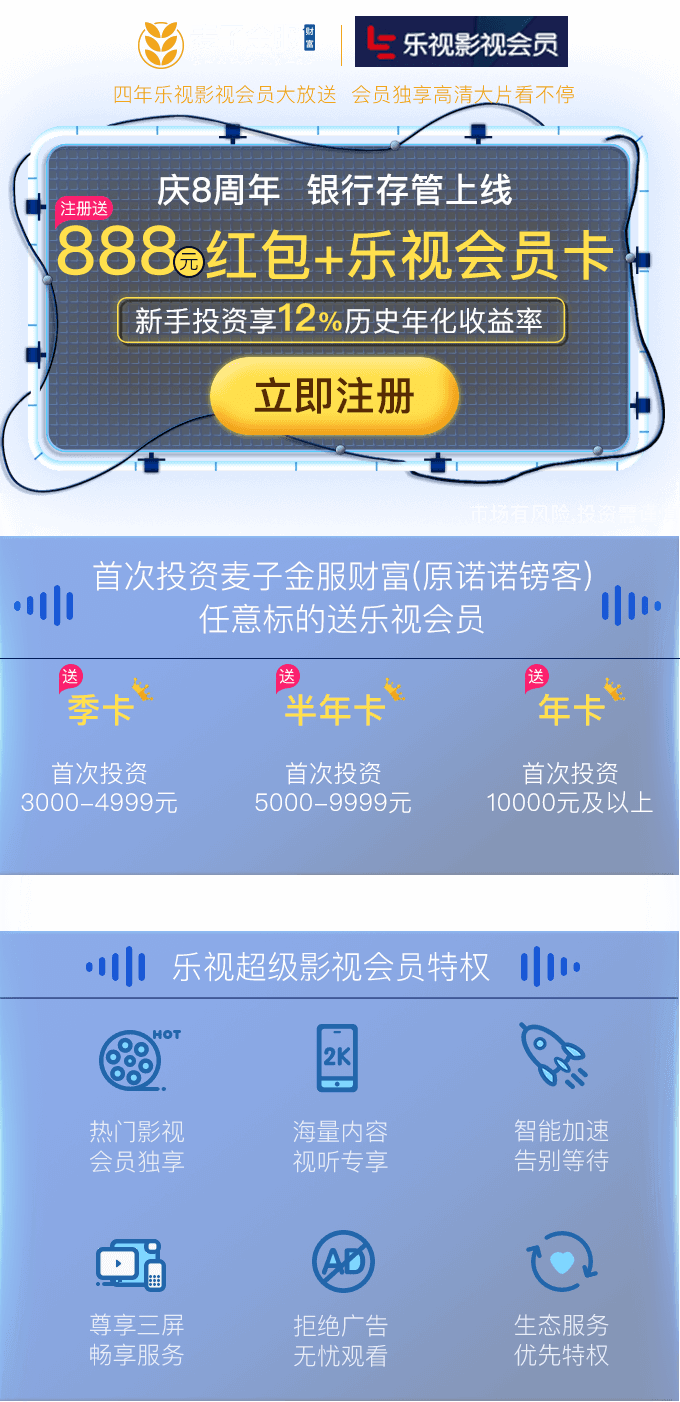 财富
乐视影视会员
四年乐视影视会员大放送 会员独享高清大片看不停
庆8周年 银行存管上线
注册送
888元红包+乐视会员卡
新手投资享12%历史年化收益率
立即注册
市场有风险 投资
首次投资麦子金服财富(原诺诺镑客)
任意标的送乐视会员
送
季卡
首次投资
3000-4999元
送
半年卡
首次投资
5000-9999元
送
年卡
首次投资
10000元及以上
乐视超级影视会员特权
HOT
热门影视
会员独享
2K
海量内容
视听专享
智能加速
告别等待
尊享三屏
畅享服务
AD
拒绝广告
无忧观看
生态服务
优先特权